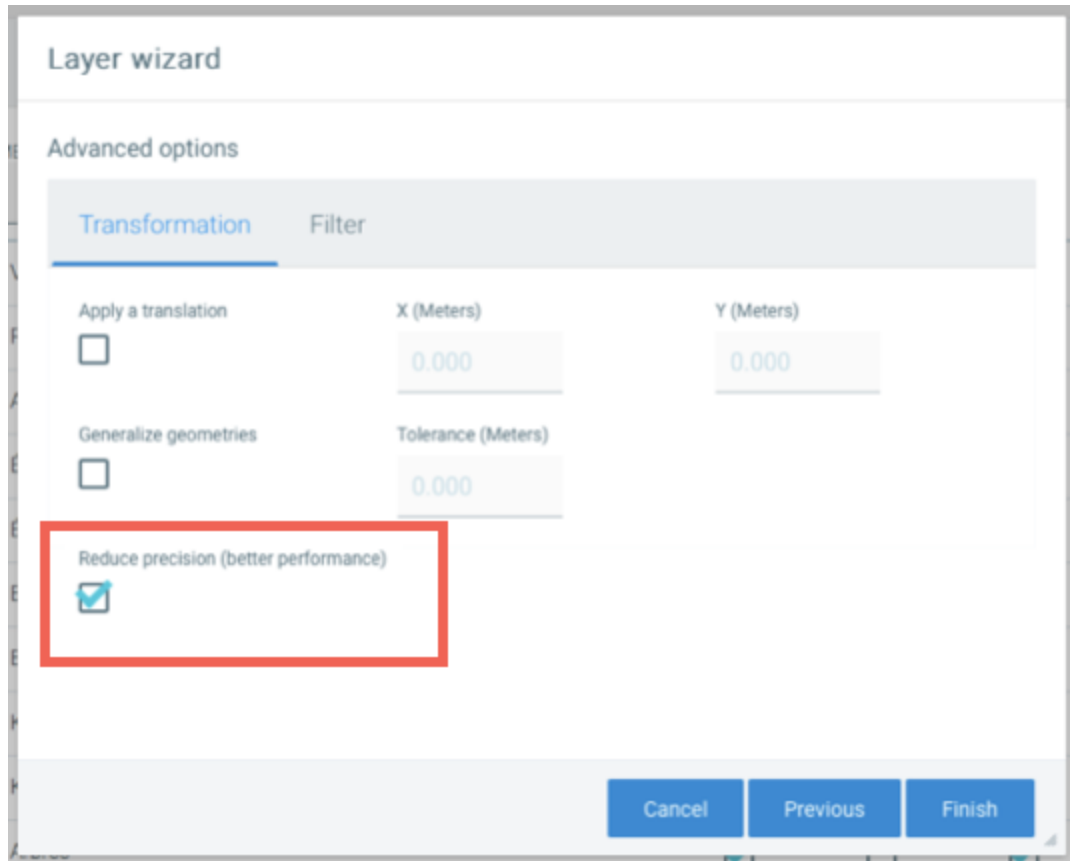 Layer wizard
Advanced options
Transformation Filter
Apply a translation X (Meters) Y (Meters)
0.000 0.000
Generalize geometries Tolerance (Meters)
0.000
Reduce precision (better performance)
Cancel Previous Finish